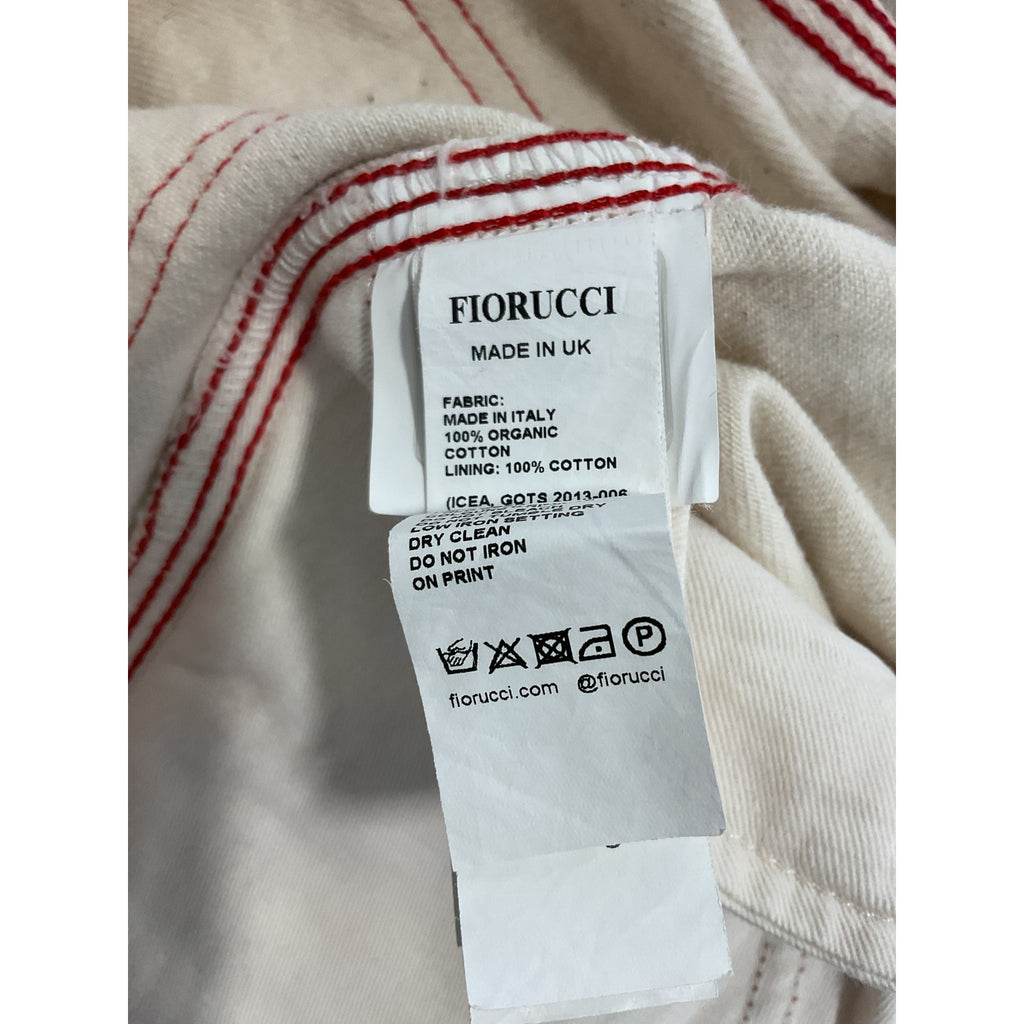 FIORUCCI
MADE IN UK
FABRIC:
MADE IN ITALY
100% ORGANIC
COTTON
LINING: 100% COTTON
(ICEA, GOTS 2013-006
DRY
LOW IRON SETTING
DRY CLEAN
DO NOT IRON
ON PRINT
P
fiorucci.com @fiorucci